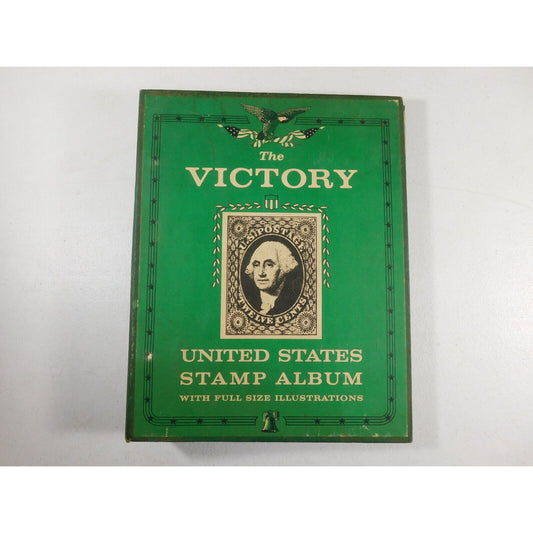 The
VICTORY
U.S. POSTAGE
TWELVE CENTS
UNITED STATES
STAMP ALBUM
WITH FULL SIZE ILLUSTRATIONS